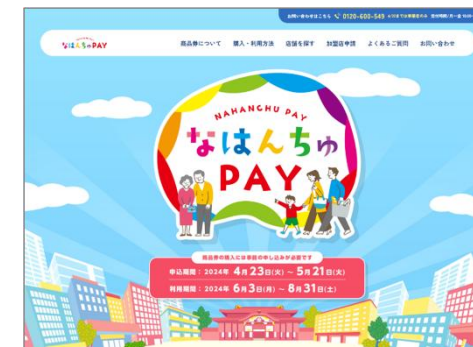 お問い合わせはこちら 0120-600-549
なはんちゅPAY
商品券について 購入・利用方法 店舗を探す 加盟店申請 よくあるご質問 お問い合わせ
NAHANCHU PAY
なはんちゅ
PAY
商品券の購入には事前の申し込みが必要です
申込期間：2024年 4月23日(火) ～ 5月21日(火)
利用期間：2024年 6月3日(月) ～ 8月31日(土)